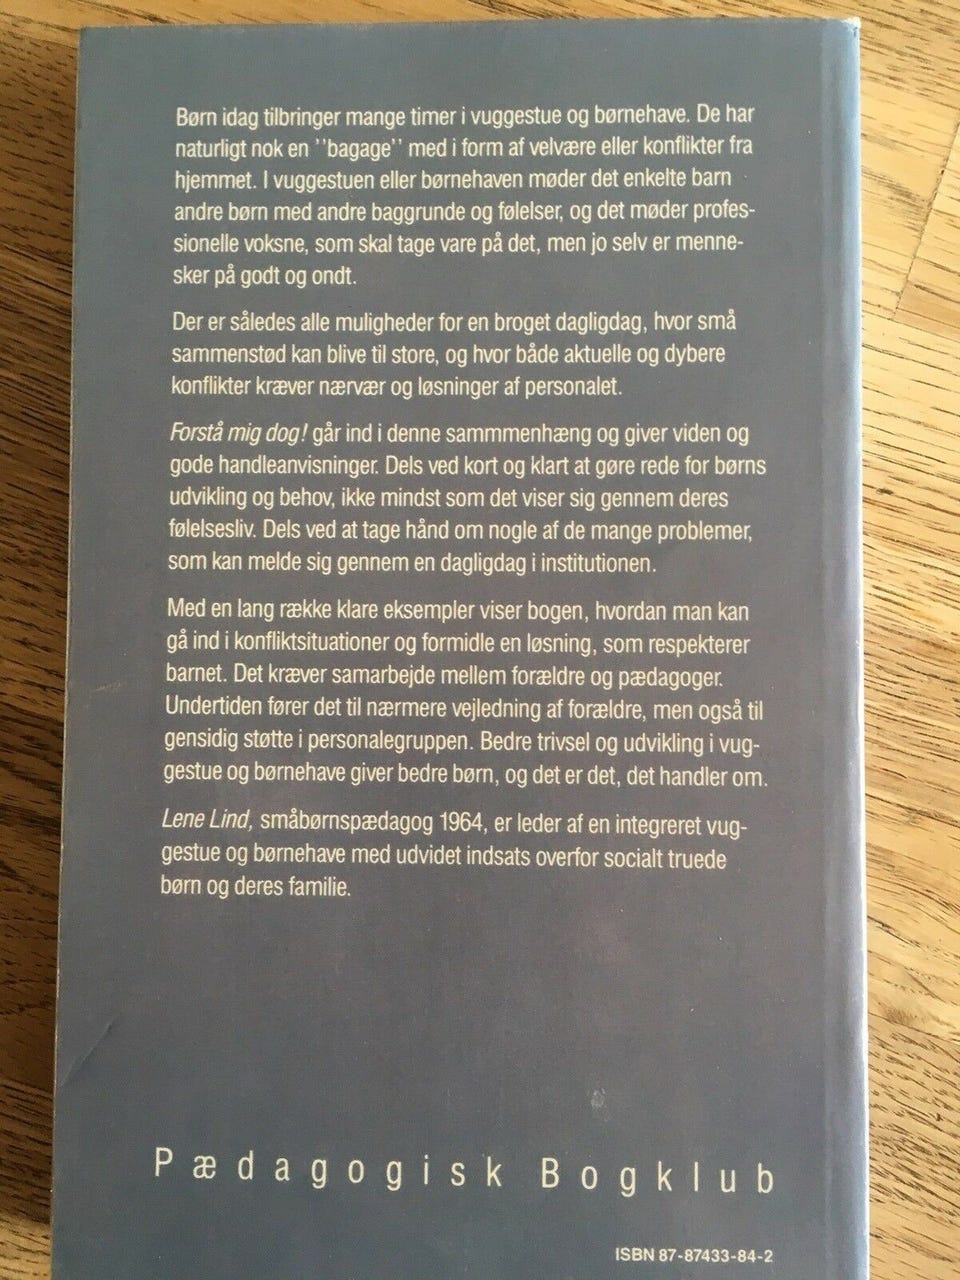 Børn idag tilbringer mange timer i vuggestue og børnehave. De har
naturligt nok en ''bagage'' med i form af velvære eller konflikter fra
hjemmet. I vuggestuen eller børnehaven møder det enkelte barn
andre børn med andre baggrunde og følelser, og det møder profes-
sionelle voksne, som skal tage vare på det, men jo selv er menne-
sker på godt og ondt.
Der er således alle muligheder for en broget dagligdag, hvor små
sammenstød kan blive til store, og hvor både aktuelle og dybere
konflikter kræver nærvær og løsninger af personalet.
Forstå mig dog! går ind i denne sammmenhæng og giver viden og
gode handleanvisninger. Dels ved kort og klart at gøre rede for børns
udvikling og behov, ikke mindst som det viser sig gennem deres
følelsesliv. Dels ved at tage hånd om nogle af de mange problemer,
som kan melde sig gennem en dagligdag i institutionen.
Med en lang række klare eksempler viser bogen, hvordan man kan
gå ind i konfliktsituationer og formidle en løsning, som respekterer
barnet. Det kræver samarbejde mellem forældre og pædagoger.
Undertiden fører det til nærmere vejledning af forældre, men også til
gensidig støtte i personalegruppen. Bedre trivsel og udvikling i vug-
gestue og børnehave giver bedre børn, og det er det, det handler om.
Lene Lind, småbørnspædagog 1964, er leder af en integreret vug-
gestue og børnehave med udvidet indsats overfor socialt truede
børn og deres familie.
Pædagogisk Bogklub
ISBN 87-87433-84-2